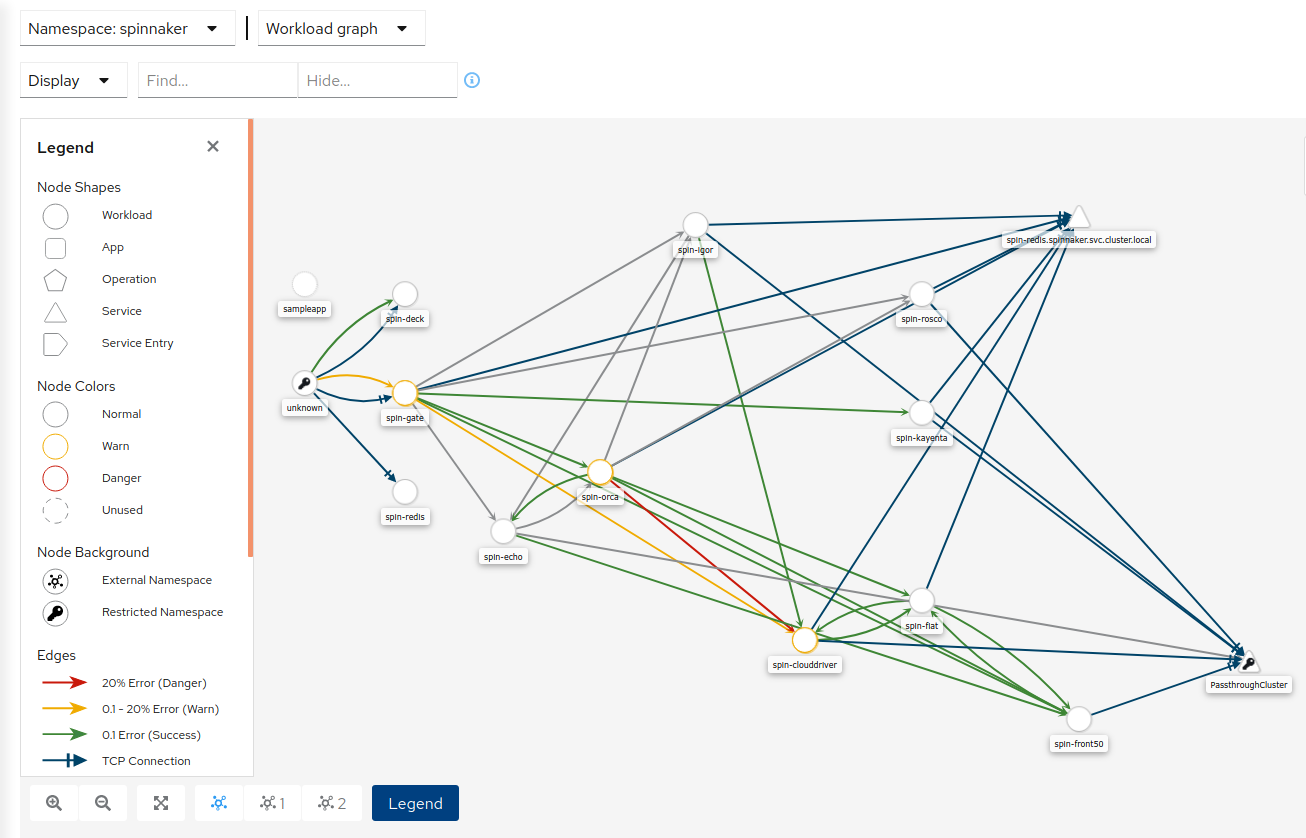 Namespace: spinnaker
Workload graph
Display
Find...
Hide...
Legend
Node Shapes
Workload
App
Operation
Service
Service Entry
Node Colors
Normal
Warn
Danger
Unused
Node Background
External Namespace
Restricted Namespace
Edges
20% Error (Danger)
0.1 - 20% Error (Warn)
0.1 Error (Success)
TCP Connection
spin-igor
spin-redis.spinnaker.svc.cluster.local
sampleapp
spin-deck
spin-rosco
unknown
spin-gate
spin-kayenta
spin-orca
spin-redis
spin-echo
spin-fiat
spin-clouddriver
PassthroughCluster
spin-front50
1
2
Legend